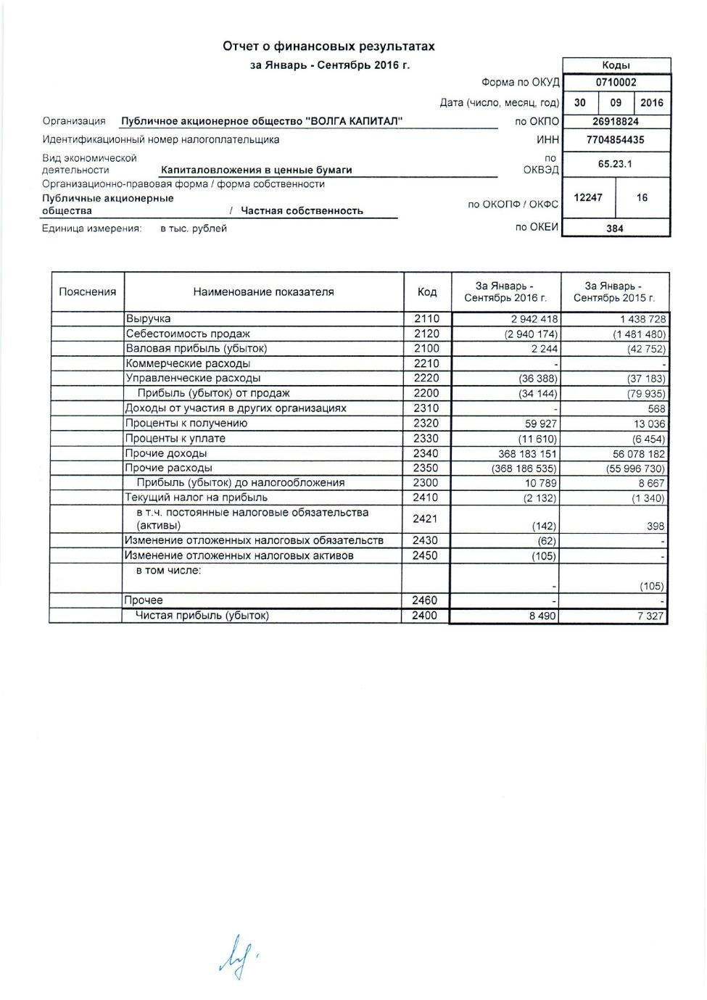 Отчет о финансовых результатах
за Январь - Сентябрь 2016 г.
Коды
Форма по ОКУД 0710002
Дата (число, месяц, год) 30 09 2016
Организация Публичное акционерное общество "ВОЛГА КАПИТАЛ" по ОКПО 26918824
Идентификационный номер налогоплательщика ИНН 7704854435
Вид экономической деятельности Капиталовложения в ценные бумаги по ОКВЭД 65.23.1
Организационно-правовая форма / форма собственности
Публичные акционерные общества / Частная собственность по ОКОПФ / ОКФС 12247 16
Единица измерения: в тыс. рублей по ОКЕИ 384
Пояснения Наименование показателя Код За Январь - Сентябрь 2016 г. За Январь - Сентябрь 2015 г.
Выручка 2110 2 942 418 1 438 728
Себестоимость продаж 2120 (2 940 174) (1 481 480)
Валовая прибыль (убыток) 2100 2 244 (42 752)
Коммерческие расходы 2210 - -
Управленческие расходы 2220 (36 388) (37 183)
Прибыль (убыток) от продаж 2200 (34 144) (79 935)
Доходы от участия в других организациях 2310 - 568
Проценты к получению 2320 59 927 13 036
Проценты к уплате 2330 (11 610) (6 454)
Прочие доходы 2340 368 183 151 56 078 182
Прочие расходы 2350 (368 186 535) (55 996 730)
Прибыль (убыток) до налогообложения 2300 10 789 8 667
Текущий налог на прибыль 2410 (2 132) (1 340)
в т.ч. постоянные налоговые обязательства (активы) 2421 (142) 398
Изменение отложенных налоговых обязательств 2430 (62) -
Изменение отложенных налоговых активов 2450 (105) -
в том числе: - (105)
Прочее 2460 - -
Чистая прибыль (убыток) 2400 8 490 7 327